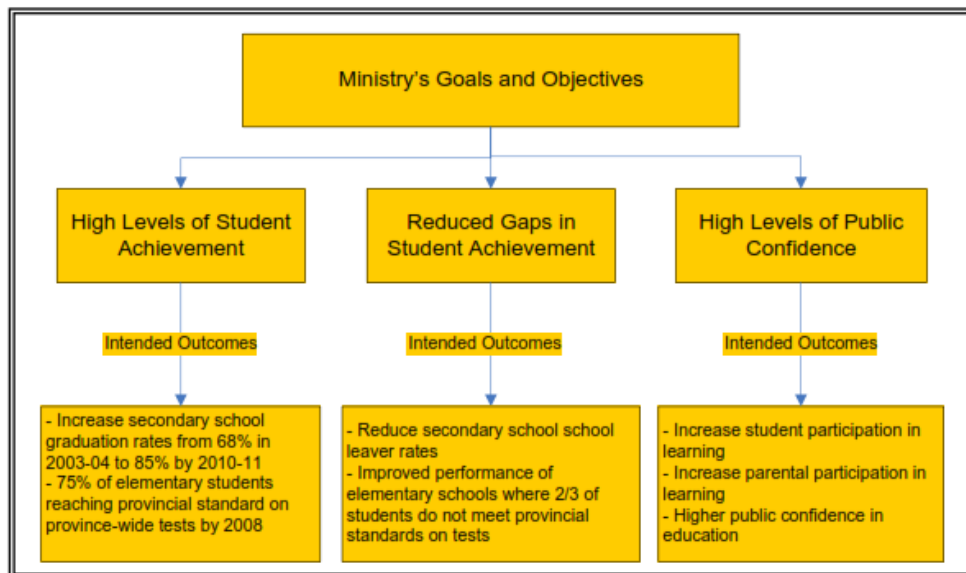 Ministry's Goals and Objectives
High Levels of Student
Achievement
Reduced Gaps in
Student Achievement
High Levels of Public
Confidence
Intended Outcomes
Intended Outcomes
Intended Outcomes
- Increase secondary school
graduation rates from 68% in
2003-04 to 85% by 2010-11
- 75% of elementary students
reaching provincial standard on
province-wide tests by 2008
- Reduce secondary school school
leaver rates
- Improved performance of
elementary schools where 2/3 of
students do not meet provincial
standards on tests
- Increase student participation in
learning
- Increase parental participation in
learning
- Higher public confidence in
education